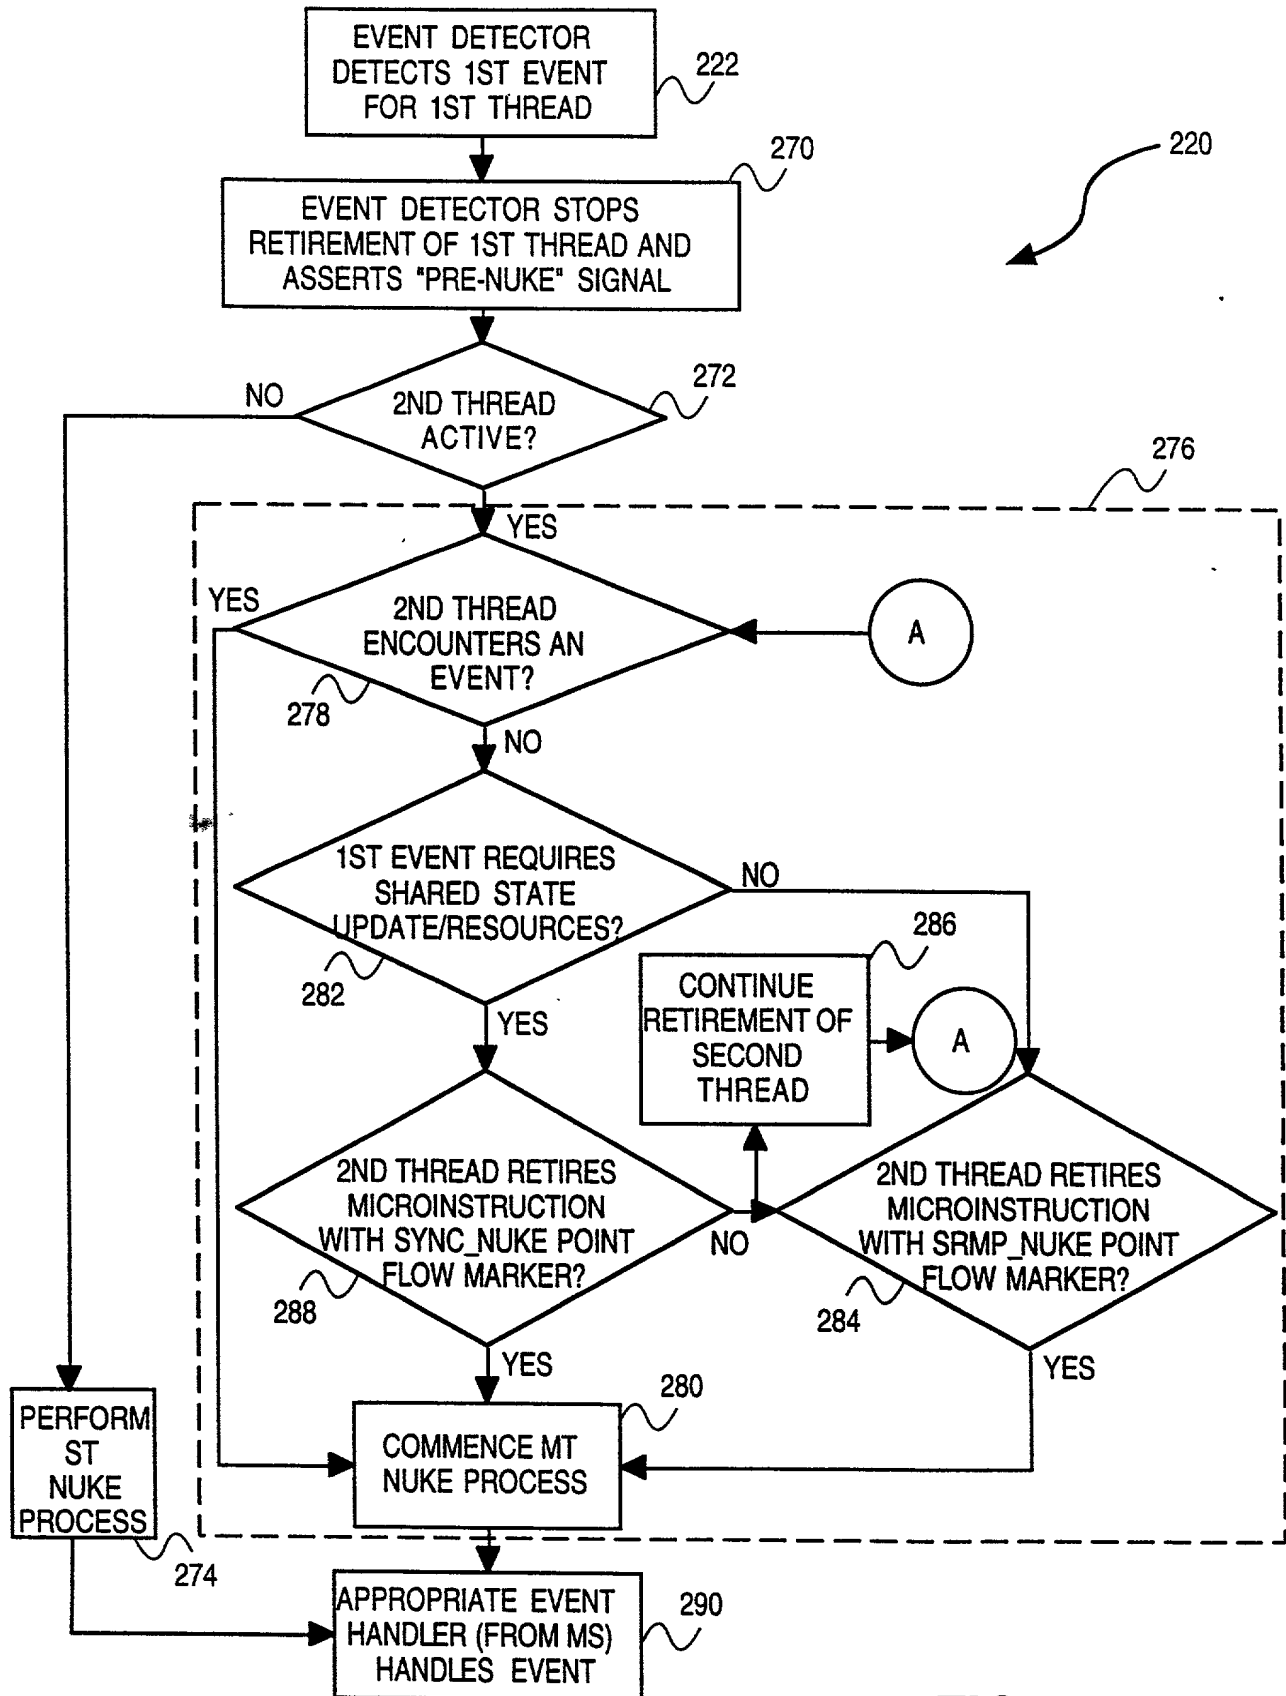 EVENT DETECTOR
DETECTS 1ST EVENT
FOR 1ST THREAD
222
220
270
EVENT DETECTOR STOPS
RETIREMENT OF 1ST THREAD AND
ASSERTS "PRE-NUKE" SIGNAL
272
NO
2ND THREAD
ACTIVE?
276
YES
YES
2ND THREAD
ENCOUNTERS AN
EVENT?
A
278
NO
1ST EVENT REQUIRES
SHARED STATE
UPDATE/RESOURCES?
NO
282
286
YES
CONTINUE
RETIREMENT OF
SECOND
THREAD
A
2ND THREAD RETIRES
MICROINSTRUCTION
WITH SYNC_NUKE POINT
FLOW MARKER?
NO
288
2ND THREAD RETIRES
MICROINSTRUCTION
WITH SRMP_NUKE POINT
FLOW MARKER?
284
YES
YES
280
COMMENCE MT
NUKE PROCESS
PERFORM
ST
NUKE
PROCESS
274
APPROPRIATE EVENT
HANDLER (FROM MS)
HANDLES EVENT
290